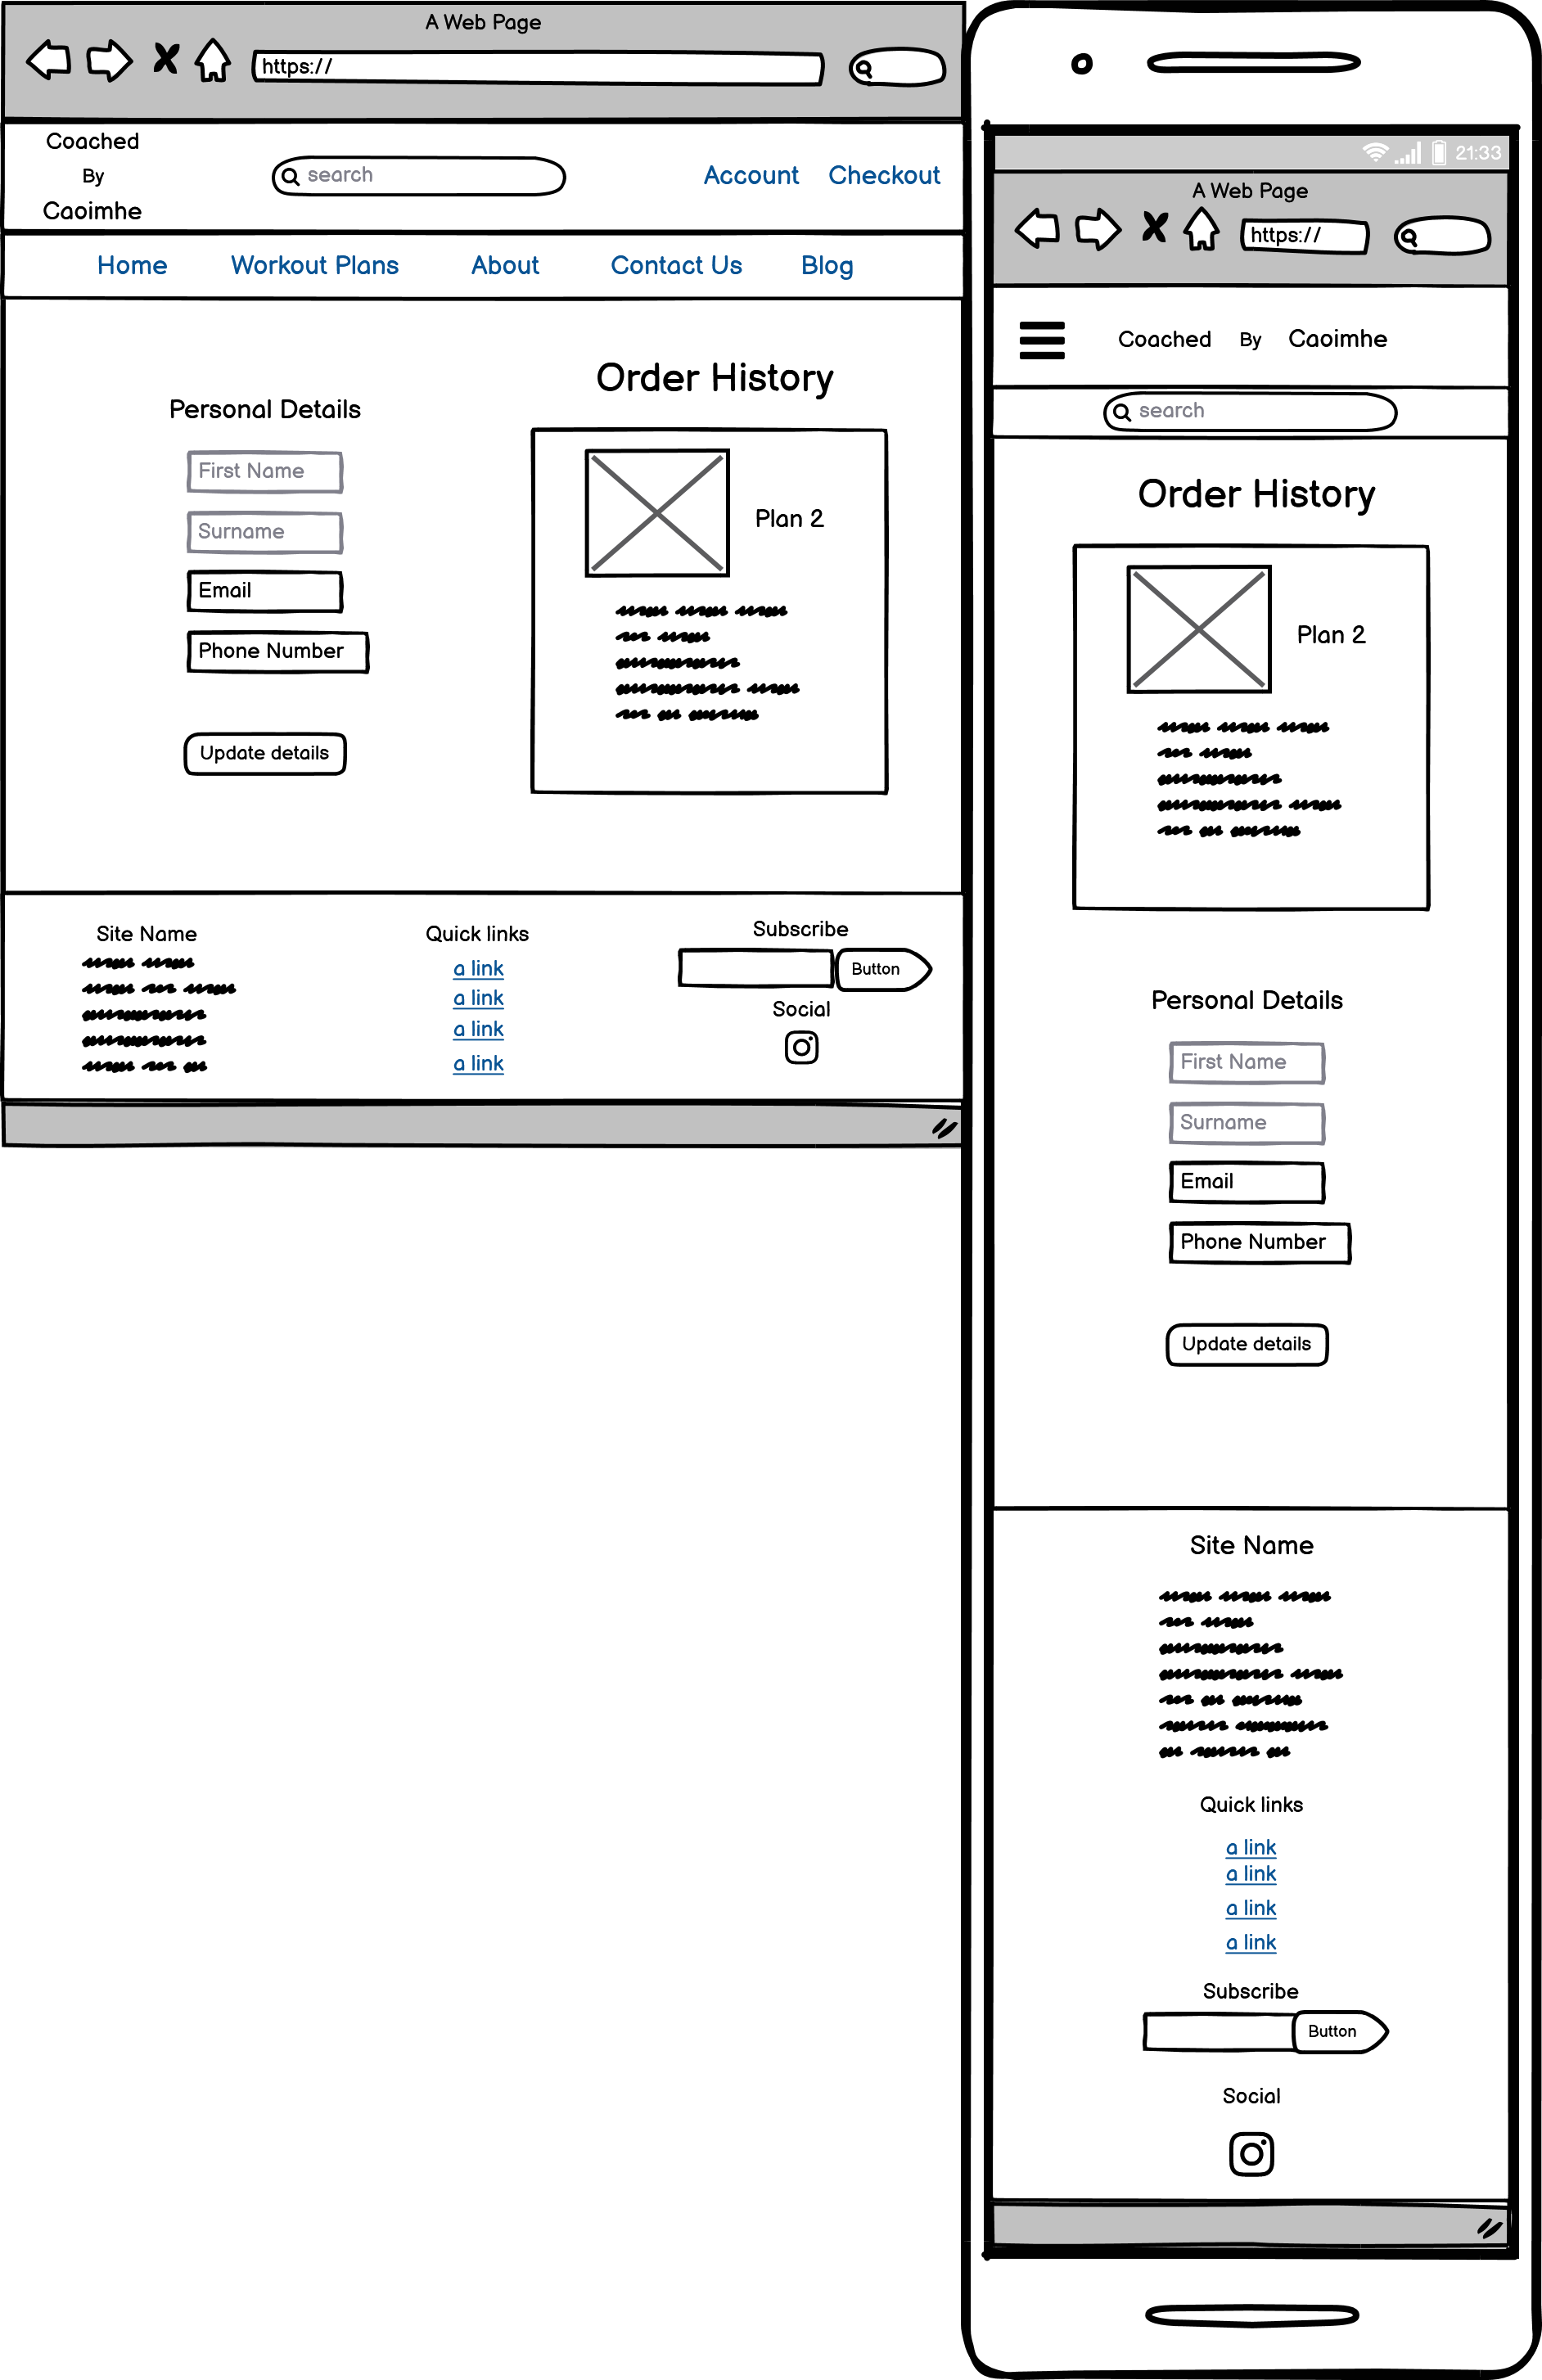 A Web Page
https://
Coached
By
Caoimhe
search
Account Checkout
Home Workout Plans About Contact Us Blog
Personal Details
First Name
Surname
Email
Phone Number
Update details
Order History
Plan 2
Site Name
Quick links
a link
a link
a link
a link
Subscribe
Button
Social
21:33
A Web Page
https://
Coached By Caoimhe
search
Order History
Plan 2
Personal Details
First Name
Surname
Email
Phone Number
Update details
Site Name
Quick links
a link
a link
a link
a link
Subscribe
Button
Social